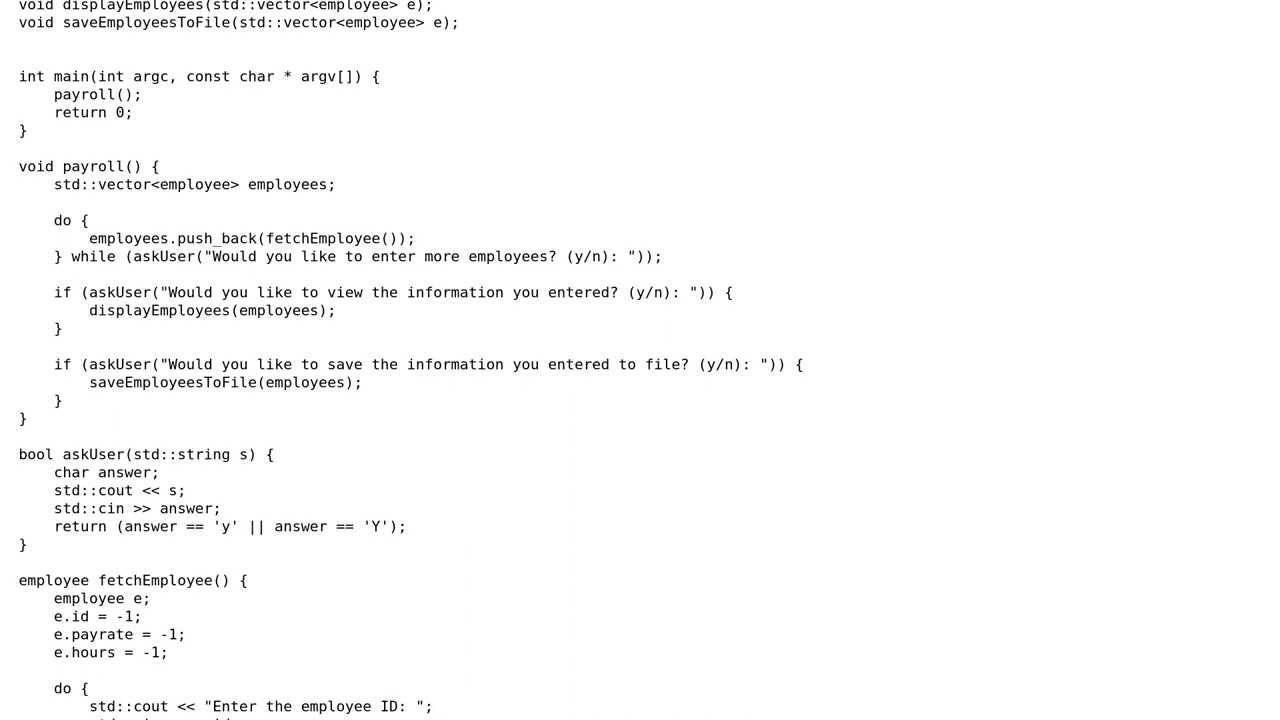 void displayEmployees(std::vector<employee> e);
void saveEmployeesToFile(std::vector<employee> e);
int main(int argc, const char * argv[]) {
    payroll();
    return 0;
}
void payroll() {
    std::vector<employee> employees;
    do {
        employees.push_back(fetchEmployee());
    } while (askUser("Would you like to enter more employees? (y/n): "));
    if (askUser("Would you like to view the information you entered? (y/n): ")) {
        displayEmployees(employees);
    }
    if (askUser("Would you like to save the information you entered to file? (y/n): ")) {
        saveEmployeesToFile(employees);
    }
}
bool askUser(std::string s) {
    char answer;
    std::cout << s;
    std::cin >> answer;
    return (answer == 'y' || answer == 'Y');
}
employee fetchEmployee() {
    employee e;
    e.id = -1;
    e.payrate = -1;
    e.hours = -1;
    do {
        std::cout << "Enter the employee ID: ";